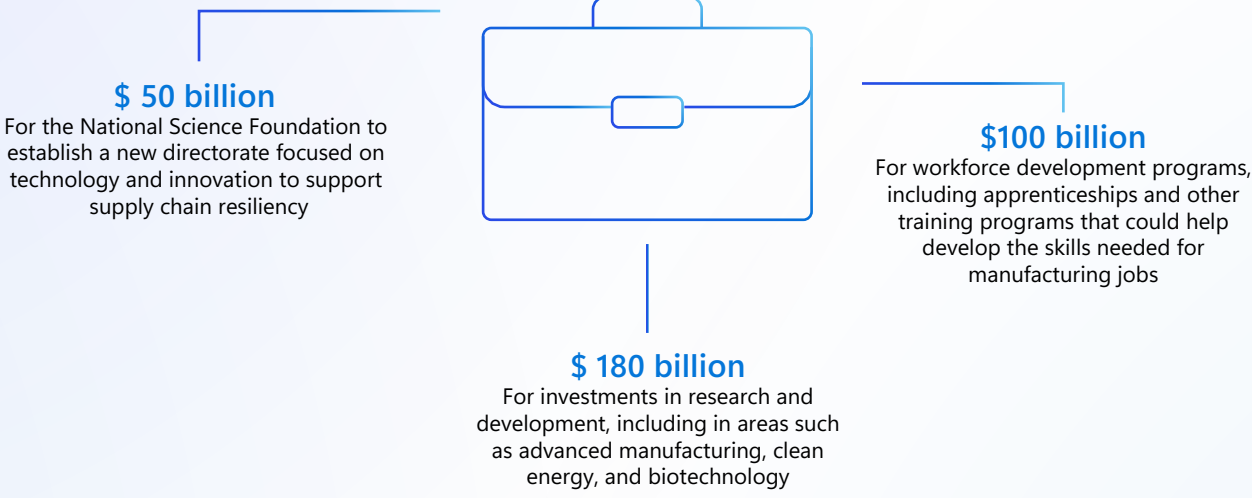 $ 50 billion
For the National Science Foundation to
establish a new directorate focused on
technology and innovation to support
supply chain resiliency
$100 billion
For workforce development programs,
including apprenticeships and other
training programs that could help
develop the skills needed for
manufacturing jobs
$ 180 billion
For investments in research and
development, including in areas such
as advanced manufacturing, clean
energy, and biotechnology